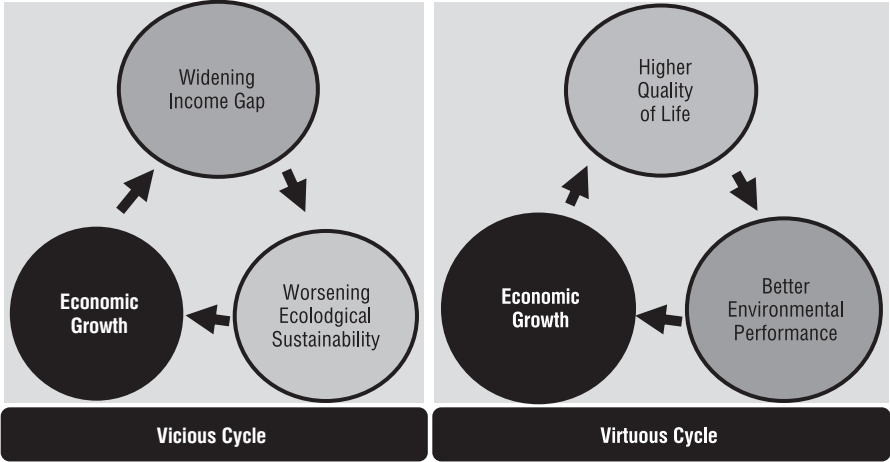 Widening
Income Gap
Economic
Growth
Worsening
Ecolodgical
Sustainability
Vicious Cycle
Higher
Quality
of Life
Economic
Growth
Better
Environmental
Performance
Virtuous Cycle